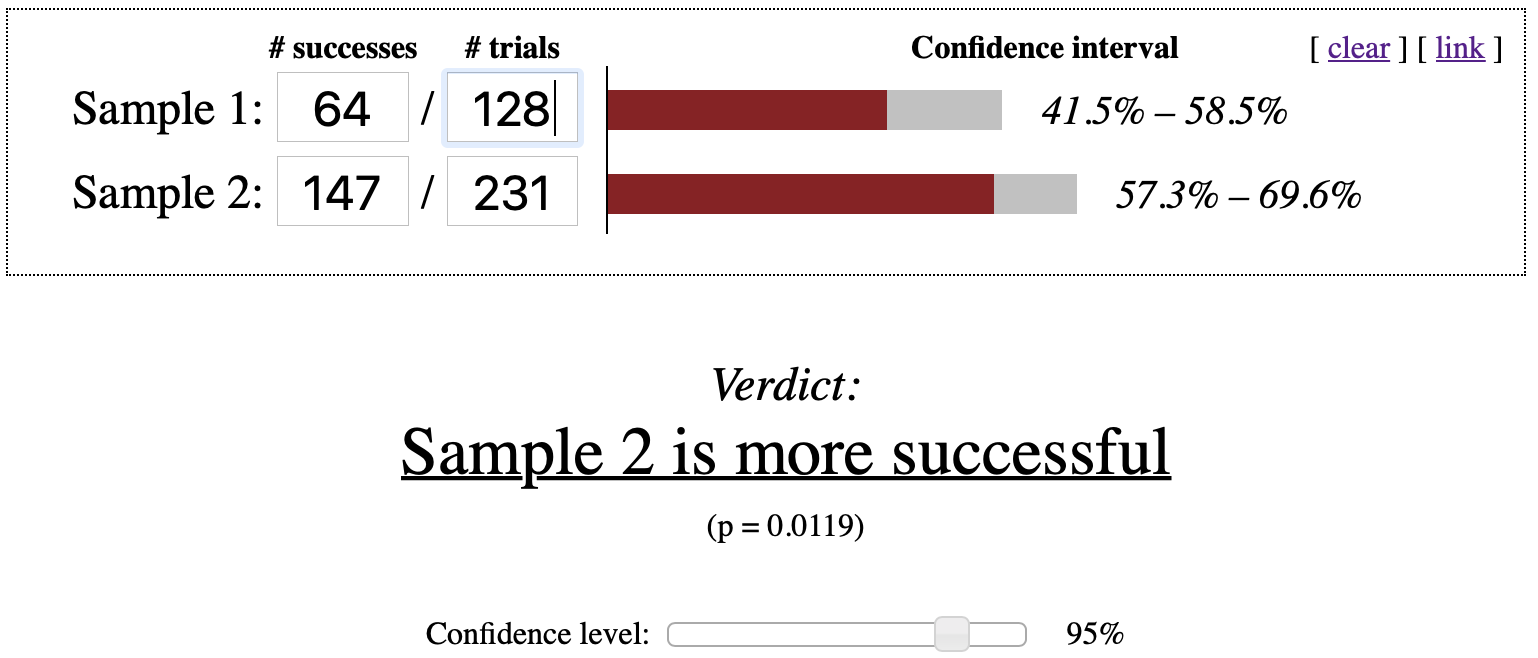 # successes # trials Confidence interval [ clear ] [ link ]
Sample 1: 64 / 128 41.5% – 58.5%
Sample 2: 147 / 231 57.3% – 69.6%
Verdict:
Sample 2 is more successful
(p = 0.0119)
Confidence level: 95%